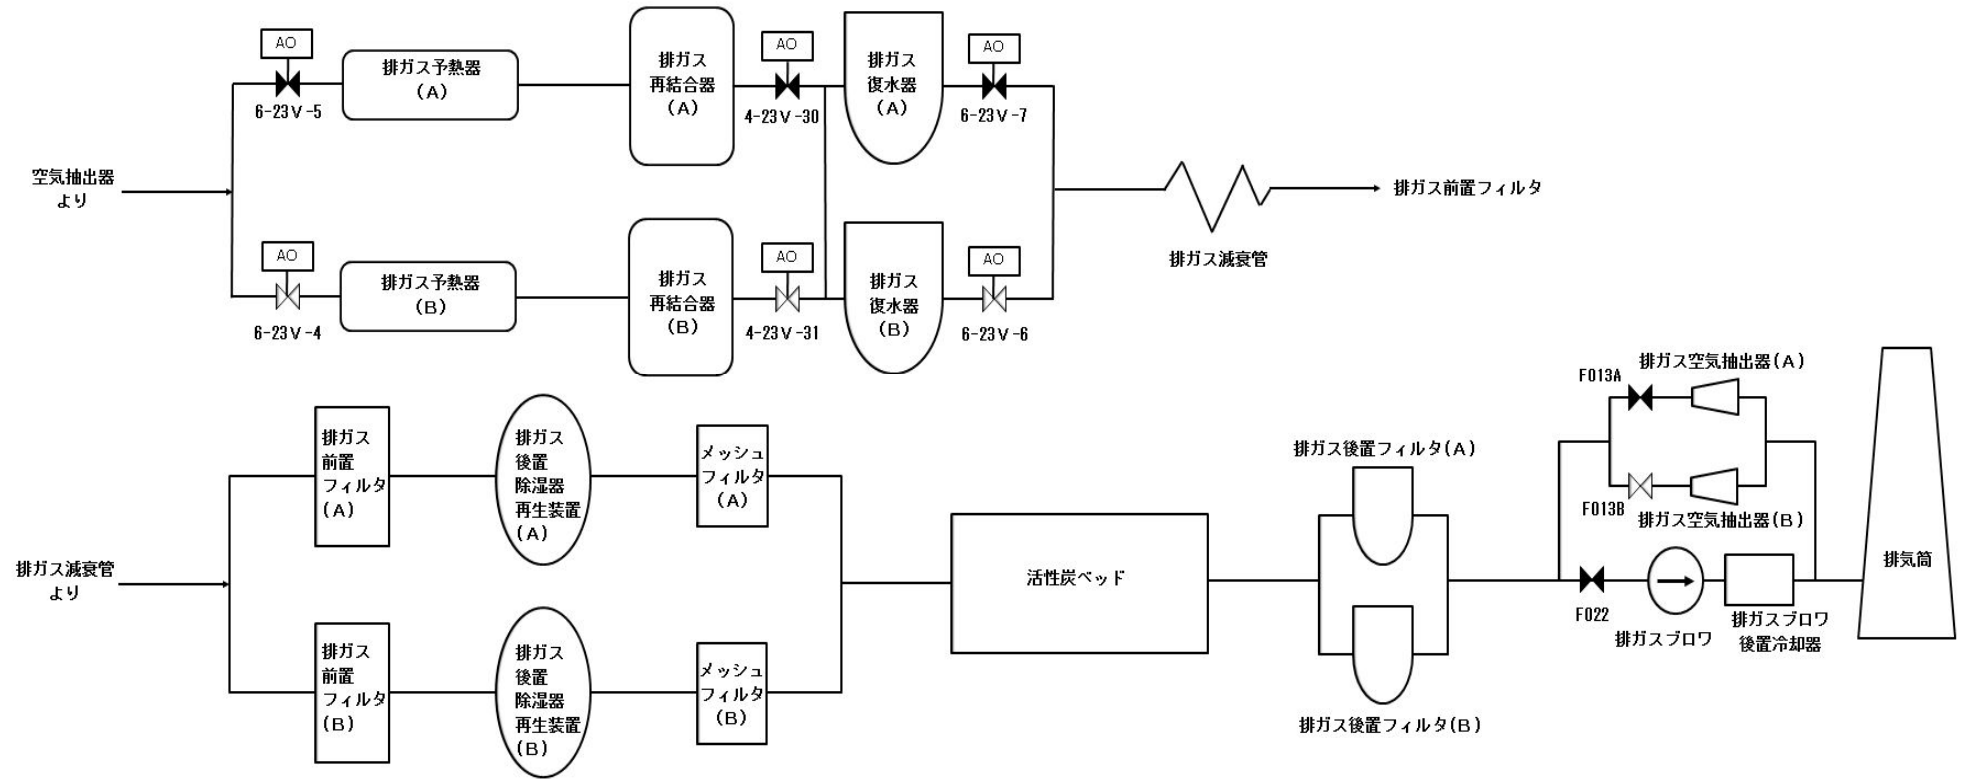 AO
6-23V-5
排ガス予熱器
(A)
排ガス
再結合器
(A)
AO
4-23V-30
排ガス
復水器
(A)
AO
6-23V-7
空気抽出器
より
排ガス減衰管
排ガス前置フィルタ
AO
6-23V-4
排ガス予熱器
(B)
排ガス
再結合器
(B)
AO
4-23V-31
排ガス
復水器
(B)
AO
6-23V-6
排ガス減衰管
より
排ガス
前置
フィルタ
(A)
排ガス
後置
除湿器
再生装置
(A)
メッシュ
フィルタ
(A)
排ガス
前置
フィルタ
(B)
排ガス
後置
除湿器
再生装置
(B)
メッシュ
フィルタ
(B)
活性炭ベッド
排ガス後置フィルタ(A)
排ガス後置フィルタ(B)
F013A
排ガス空気抽出器(A)
F013B
排ガス空気抽出器(B)
F022
排ガスブロワ
排ガスブロワ
後置冷却器
排気筒